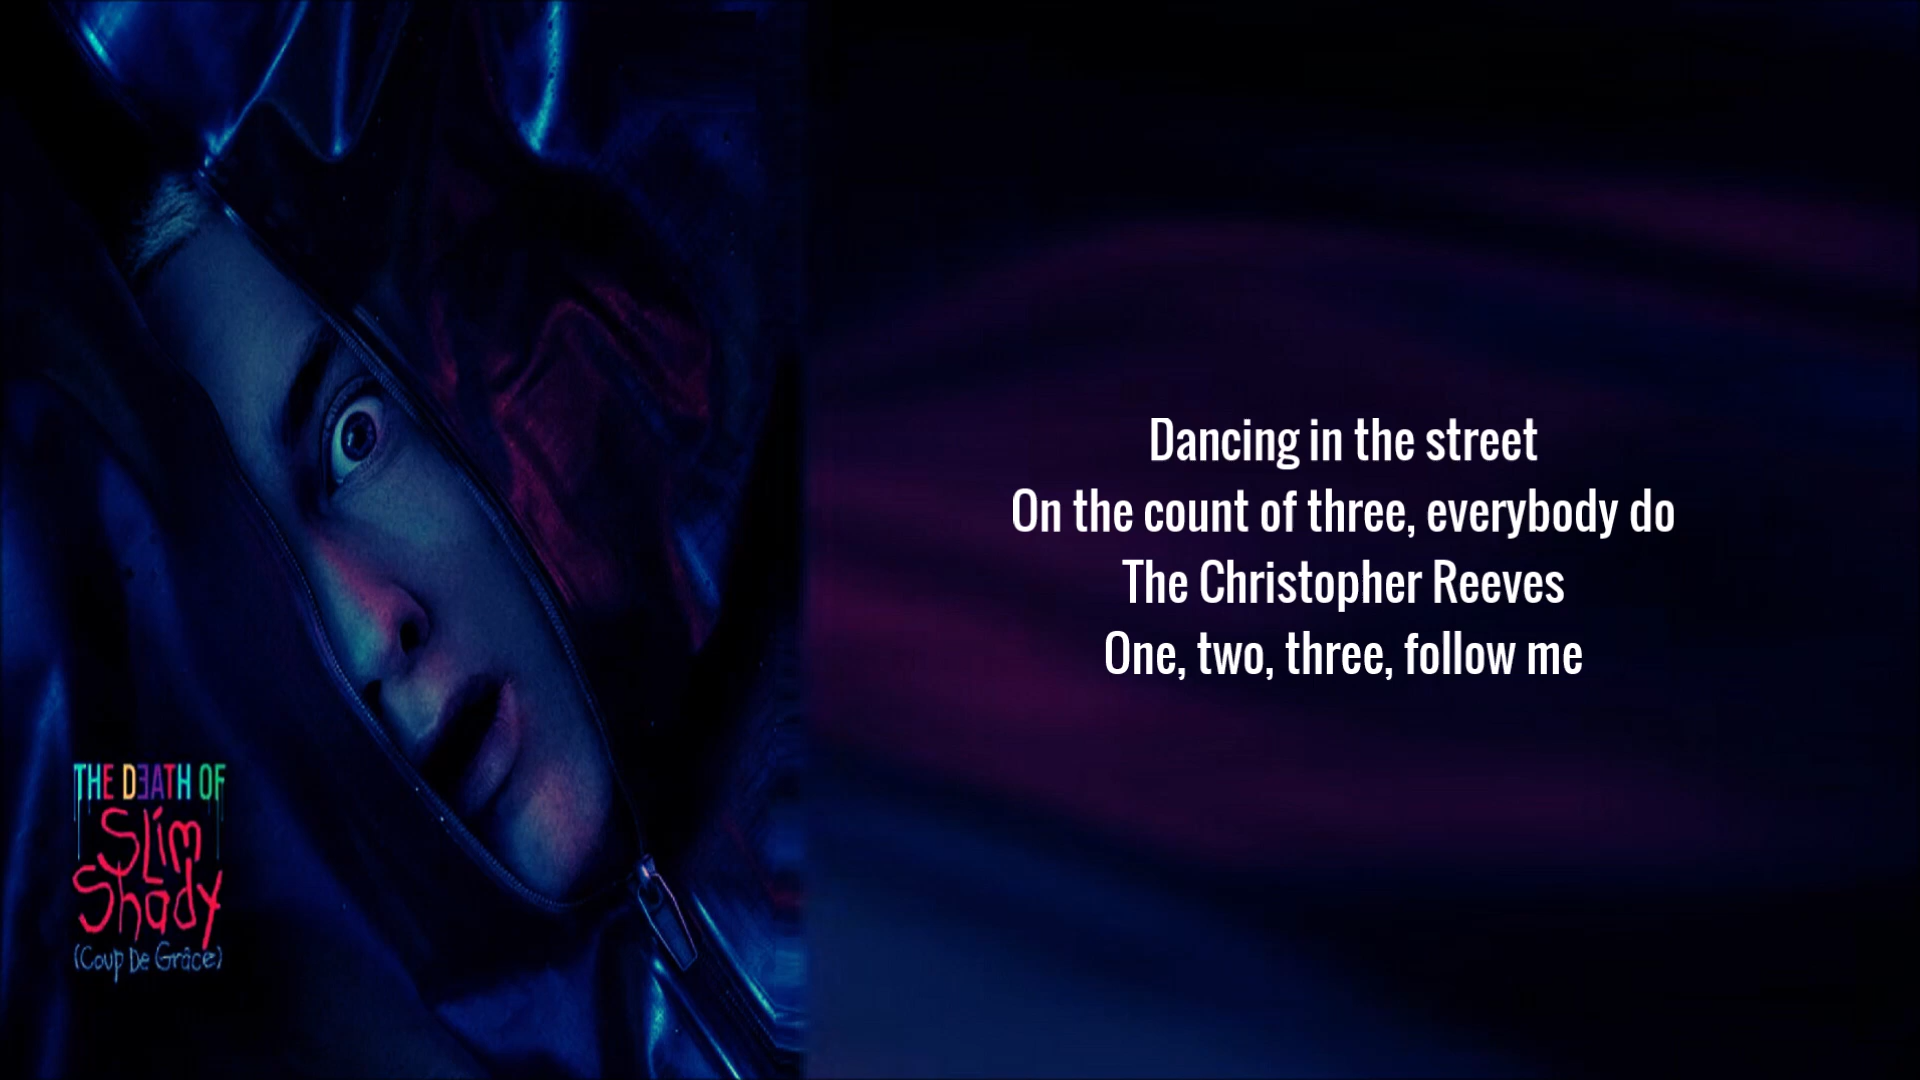 Dancing in the street
On the count of three, everybody do
The Christopher Reeves
One, two, three, follow me
THE DƎATH OF
Slim
Shady
(Coup De Grâce)